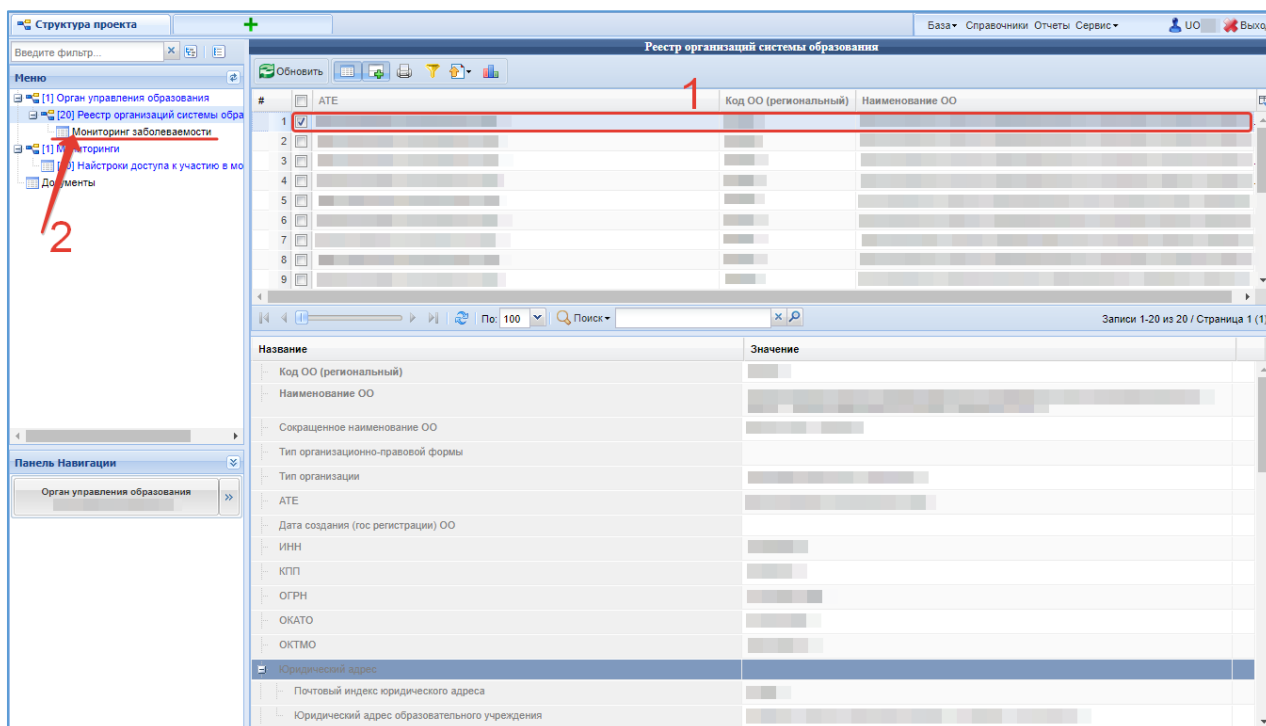 Структура проекта
База Справочники Отчеты Сервис UO Выход
Введите фильтр...
Реестр организаций системы образования
Меню
Обновить
[1] Орган управления образования
[20] Реестр организаций системы обра
Мониторинг заболеваемости
[1] Мониторинги
Найстроки доступа к участию в мо
Документы
2
1
# АТЕ Код ОО (региональный) Наименование ОО
1
2
3
4
5
6
7
8
9
По: 100 Поиск Записи 1-20 из 20 / Страница 1 (1)
Панель Навигации
Орган управления образования
Название Значение
Код ОО (региональный)
Наименование ОО
Сокращенное наименование ОО
Тип организационно-правовой формы
Тип организации
АТЕ
Дата создания (гос регистрации) ОО
ИНН
КПП
ОГРН
ОКАТО
ОКТМО
Юридический адрес
Почтовый индекс юридического адреса
Юридический адрес образовательного учреждения